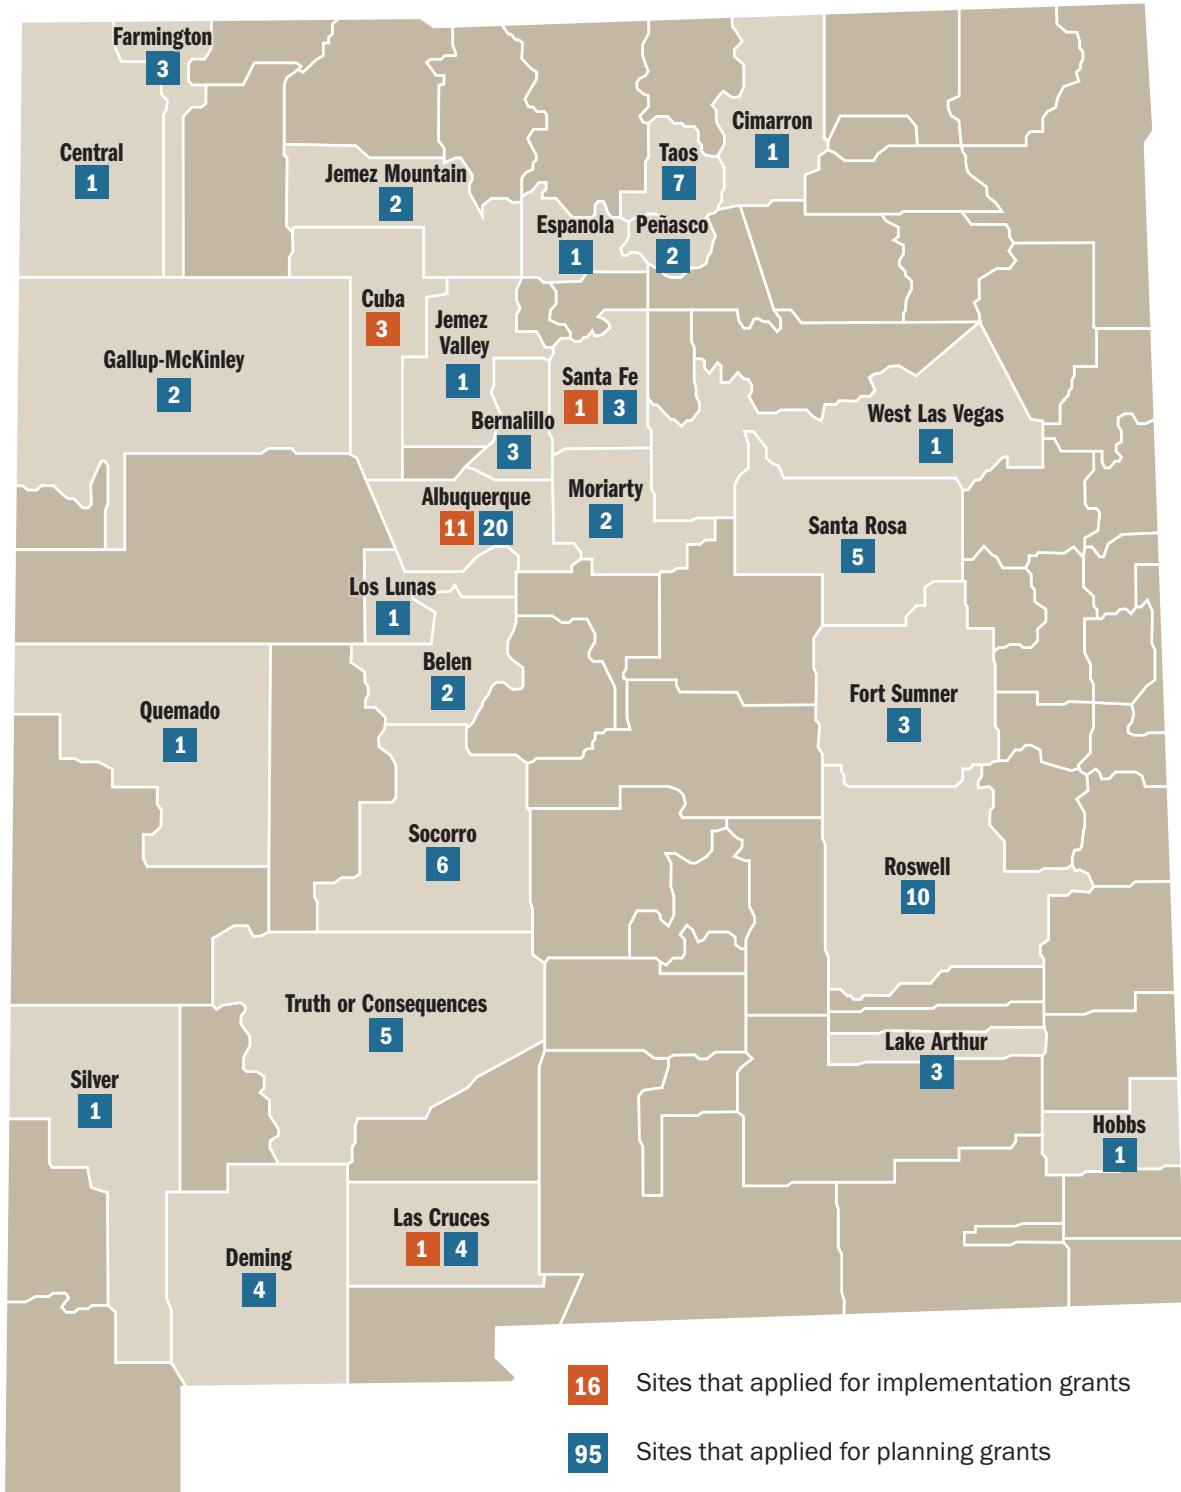 Farmington
3
Central
1
Cimarron
1
Taos
7
Jemez Mountain
2
Espanola
1
Peñasco
2
Cuba
3
Jemez
Valley
1
Gallup-McKinley
2
Santa Fe
1 3
Bernalillo
3
West Las Vegas
1
Albuquerque
11 20
Moriarty
2
Santa Rosa
5
Los Lunas
1
Belen
2
Fort Sumner
3
Quemado
1
Socorro
6
Roswell
10
Truth or Consequences
5
Lake Arthur
3
Silver
1
Hobbs
1
Las Cruces
1 4
Deming
4
16 Sites that applied for implementation grants
95 Sites that applied for planning grants